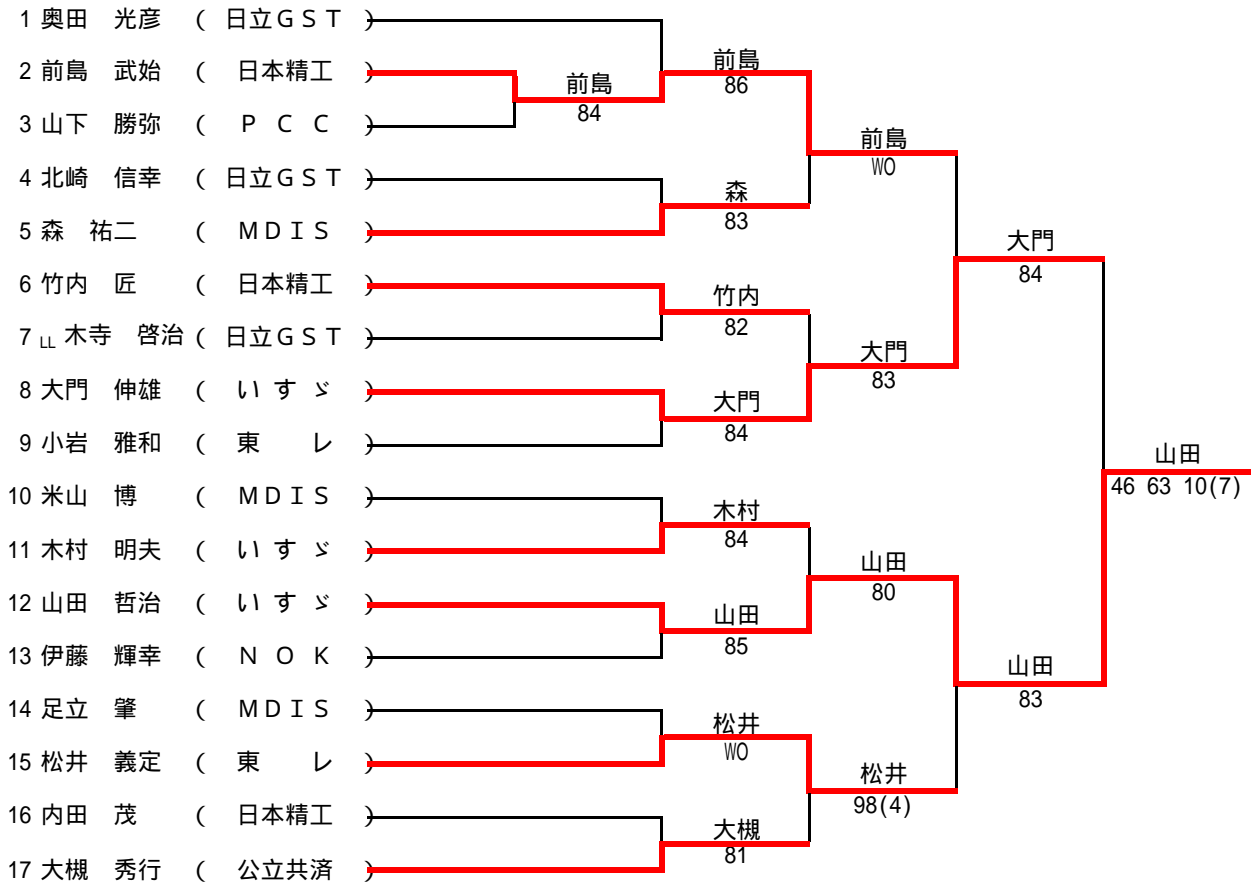 1 奥田 光彦 ( 日立GST )
2 前島 武始 ( 日本精工 )
3 山下 勝弥 ( P C C )
4 北崎 信幸 ( 日立GST )
5 森 祐二 ( MDIS )
6 竹内 匠 ( 日本精工 )
7 LL 木寺 啓治 ( 日立GST )
8 大門 伸雄 ( いすゞ )
9 小岩 雅和 ( 東 レ )
10 米山 博 ( MDIS )
11 木村 明夫 ( いすゞ )
12 山田 哲治 ( いすゞ )
13 伊藤 輝幸 ( N O K )
14 足立 肇 ( MDIS )
15 松井 義定 ( 東 レ )
16 内田 茂 ( 日本精工 )
17 大槻 秀行 ( 公立共済 )
前島
84
前島
86
森
83
竹内
82
大門
84
木村
84
山田
85
松井
WO
大槻
81
前島
WO
大門
83
山田
80
松井
98(4)
大門
84
山田
83
山田
46 63 10(7)